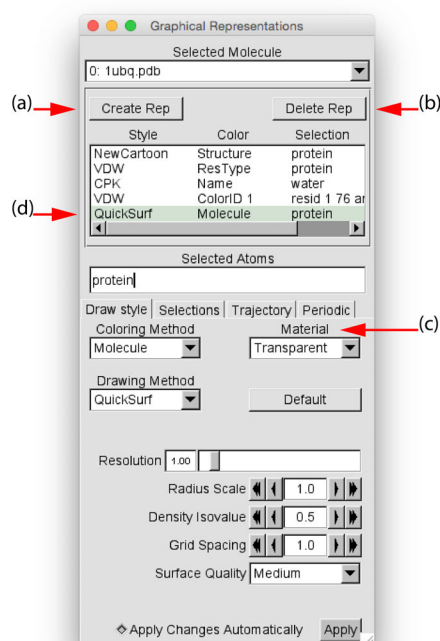 Graphical Representations
Selected Molecule
0: 1ubq.pdb
(a)
Create Rep
Delete Rep
(b)
Style Color Selection
NewCartoon Structure protein
VDW ResType protein
CPK Name water
VDW ColorID 1 resid 1 76 ar
(d)
QuickSurf Molecule protein
Selected Atoms
protein
Draw style Selections Trajectory Periodic
Coloring Method Material
(c)
Molecule Transparent
Drawing Method
QuickSurf Default
Resolution 1.00
Radius Scale 1.0
Density Isovalue 0.5
Grid Spacing 1.0
Surface Quality Medium
Apply Changes Automatically Apply